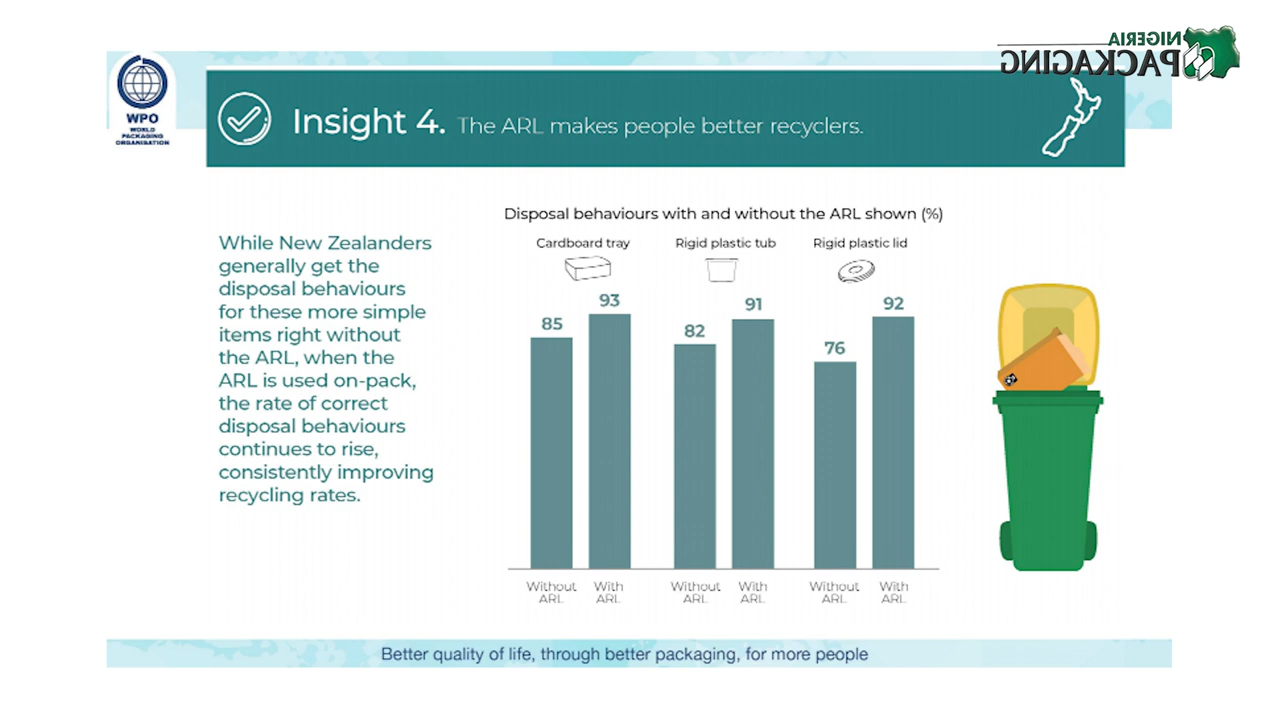 NIGERIA
PACKAGING
WPO
WORLD
PACKAGING
ORGANISATION
Insight 4. The ARL makes people better recyclers.
While New Zealanders
generally get the
disposal behaviours
for these more simple
items right without
the ARL, when the
ARL is used on-pack,
the rate of correct
disposal behaviours
continues to rise,
consistently improving
recycling rates.
Disposal behaviours with and without the ARL shown (%)
Cardboard tray Rigid plastic tub Rigid plastic lid
85 93 82 91 76 92
Without With Without With Without With
ARL ARL ARL ARL ARL ARL
Better quality of life, through better packaging, for more people